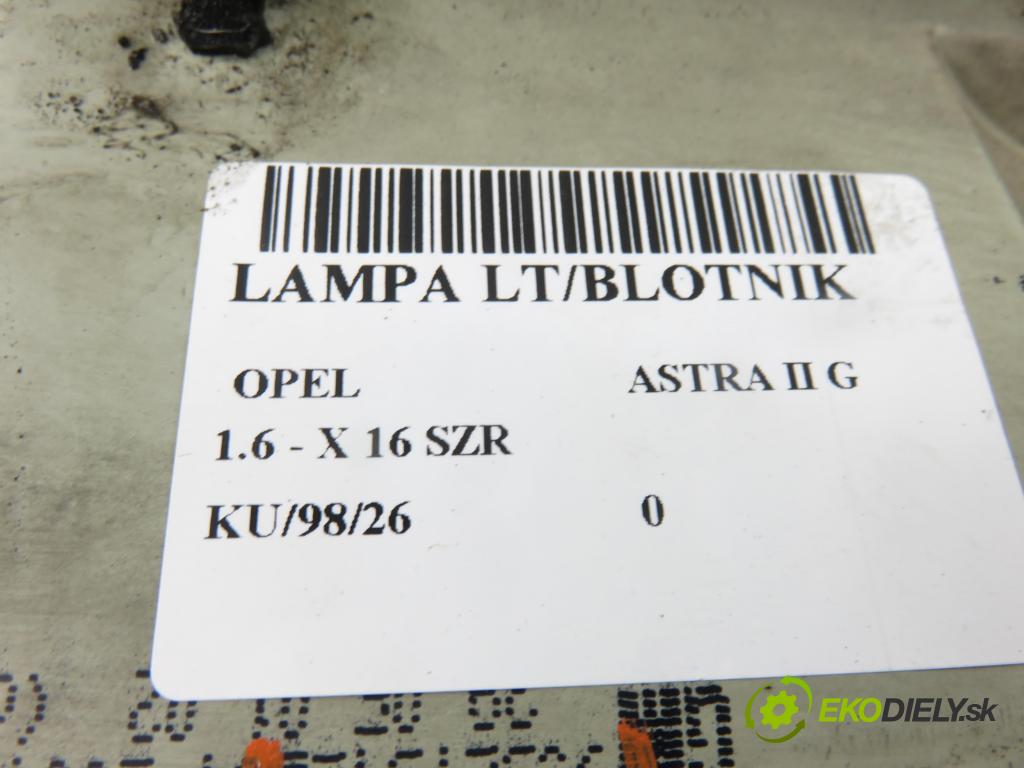 LAMPA LT/BLOTNIK
OPEL ASTRA II G
1.6 - X 16 SZR
KU/98/26 0
EKODIELY.sk